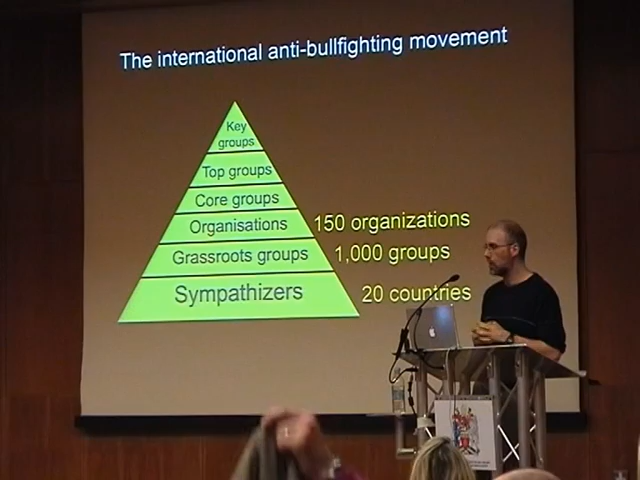 The international anti-bullfighting movement
Key
groups
Top groups
Core groups
Organisations 150 organizations
Grassroots groups 1,000 groups
Sympathizers 20 countries